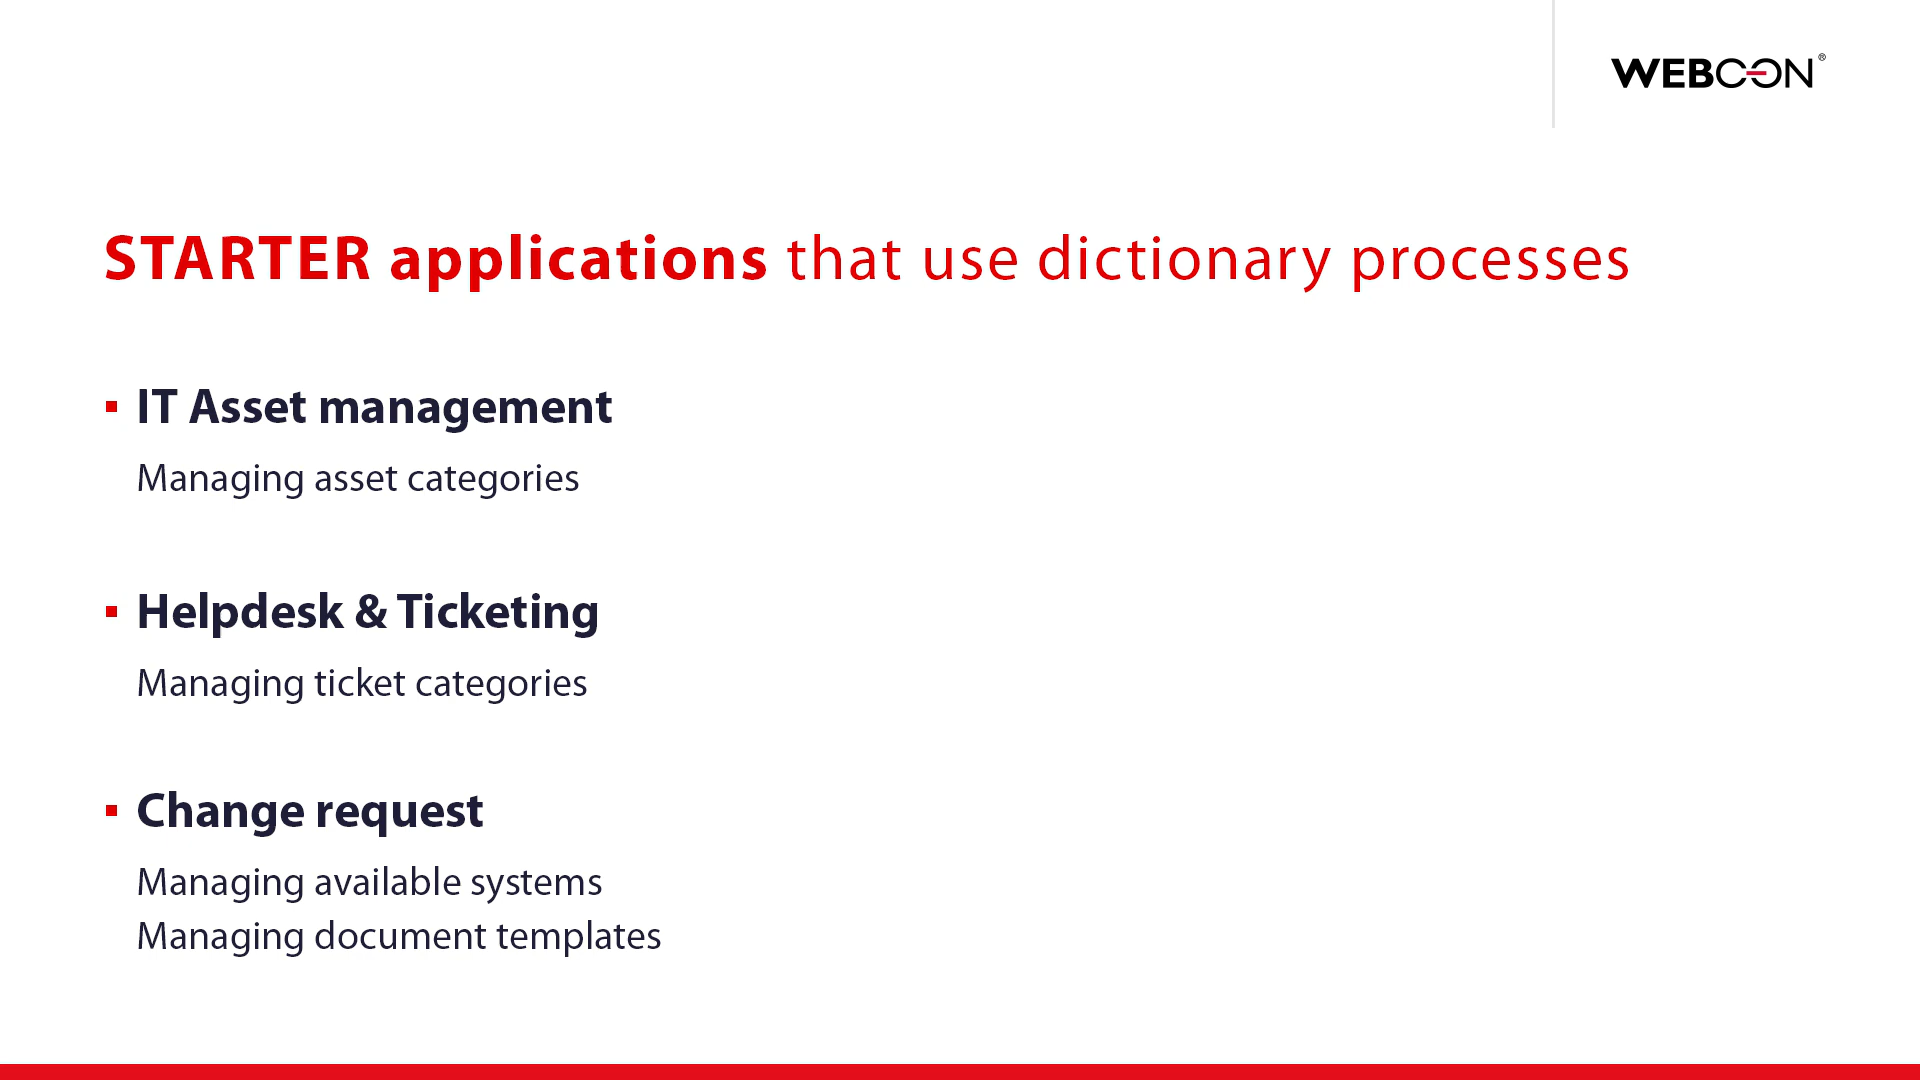 WEBCON®
STARTER applications that use dictionary processes
▪ IT Asset management
Managing asset categories
▪ Helpdesk & Ticketing
Managing ticket categories
▪ Change request
Managing available systems
Managing document templates